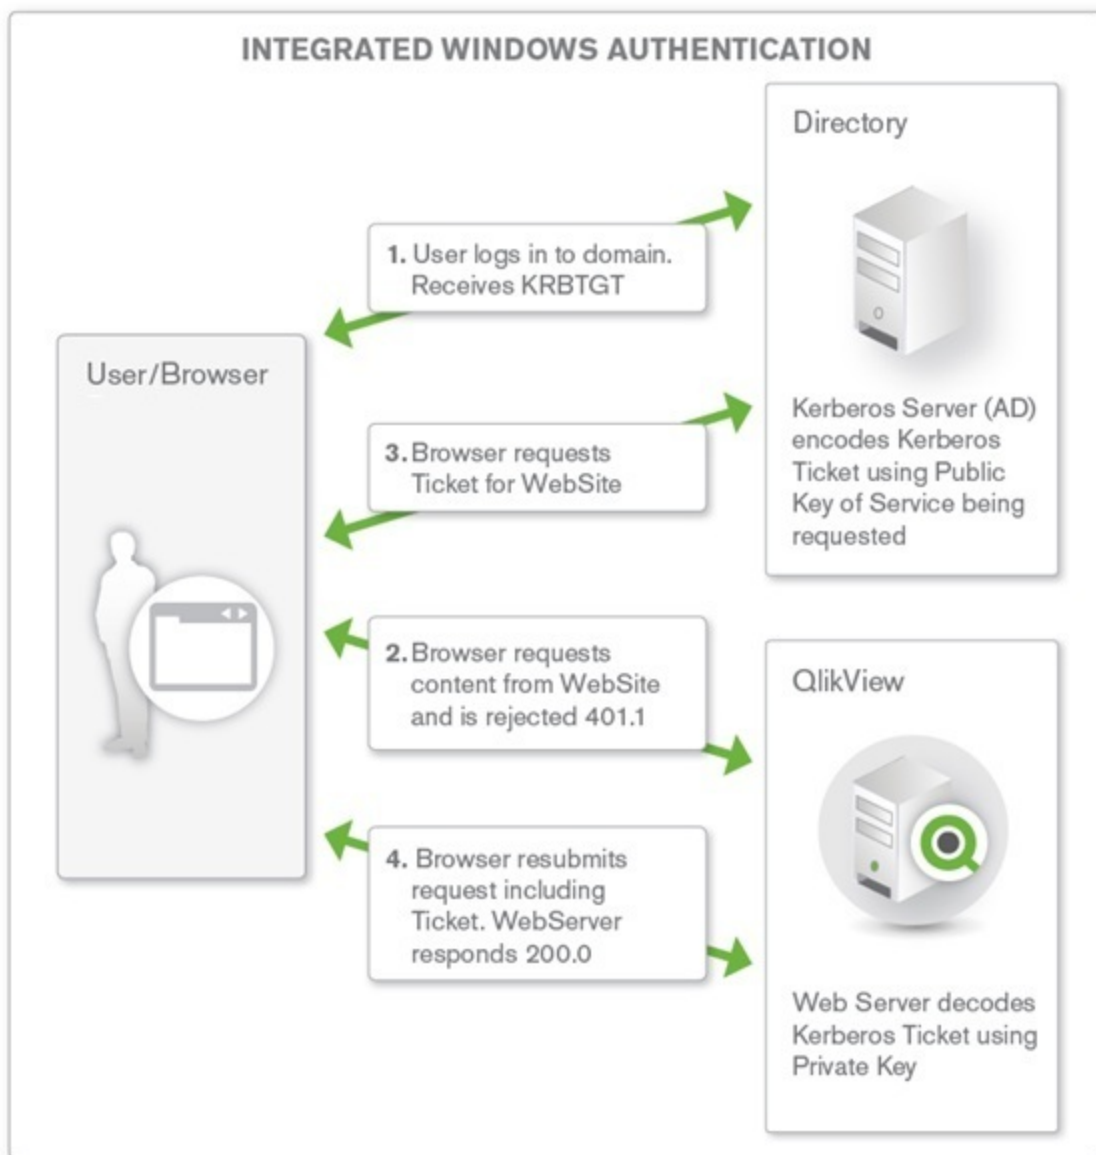 INTEGRATED WINDOWS AUTHENTICATION
Directory
1. User logs in to domain.
Receives KRBTGT
User/Browser
Kerberos Server (AD)
encodes Kerberos
Ticket using Public
Key of Service being
requested
3. Browser requests
Ticket for WebSite
2. Browser requests
content from WebSite
and is rejected 401.1
QlikView
4. Browser resubmits
request including
Ticket. WebServer
responds 200.0
Web Server decodes
Kerberos Ticket using
Private Key